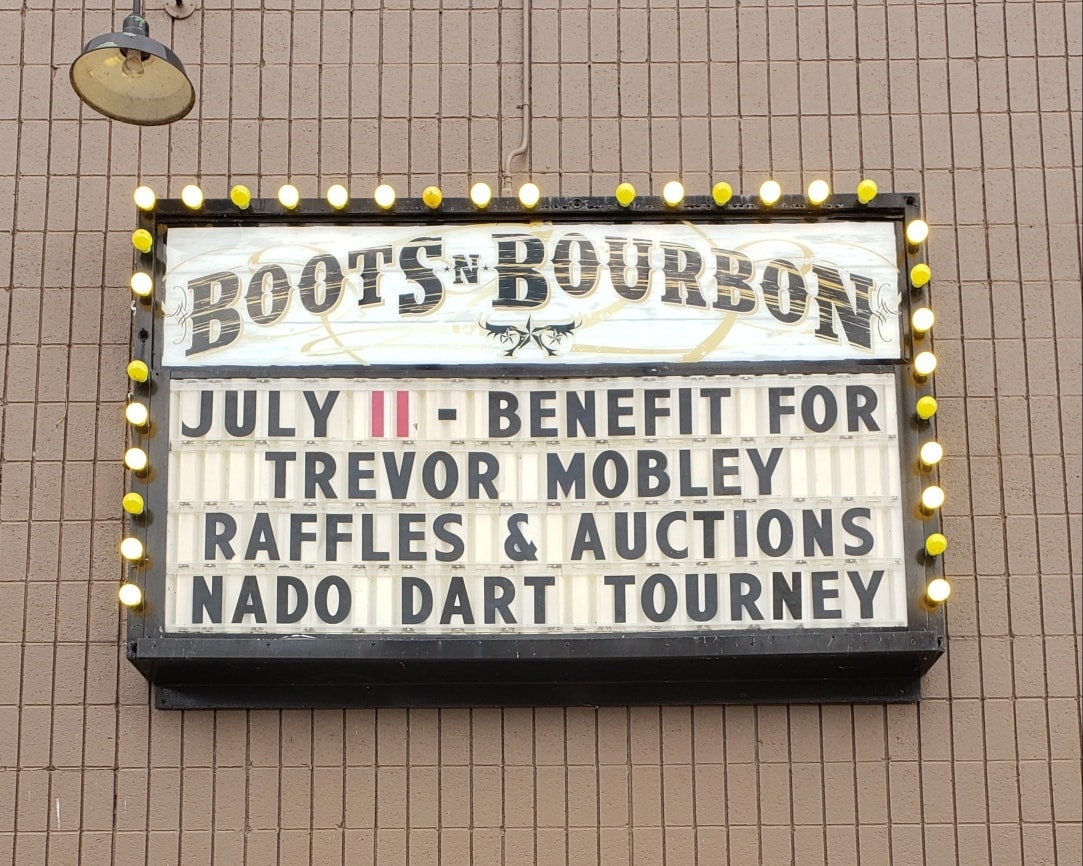 BOOTS N BOURBON
JULY 11 - BENEFIT FOR
TREVOR MOBLEY
RAFFLES & AUCTIONS
NADO DART TOURNEY